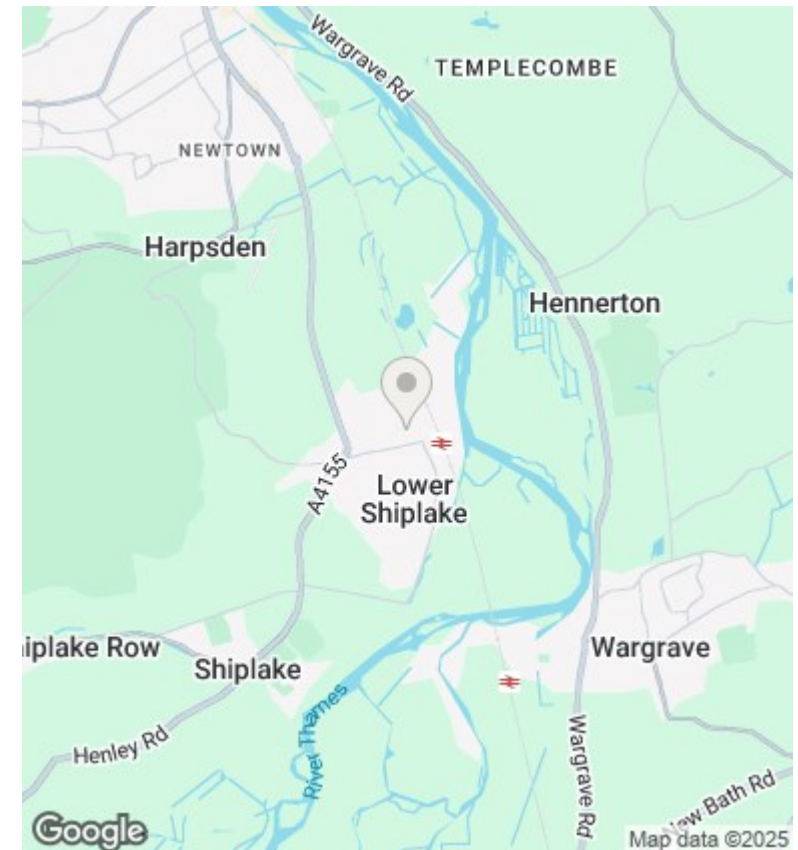 Wargrave Rd
TEMPLECOMBE
NEWTOWN
Harpsden
Hennerton
A4155
Lower
Shiplake
iplake Row
Shiplake
Wargrave
River Thames
Henley Rd
Wargrave Rd
New Bath Rd
Google
Map data ©2025